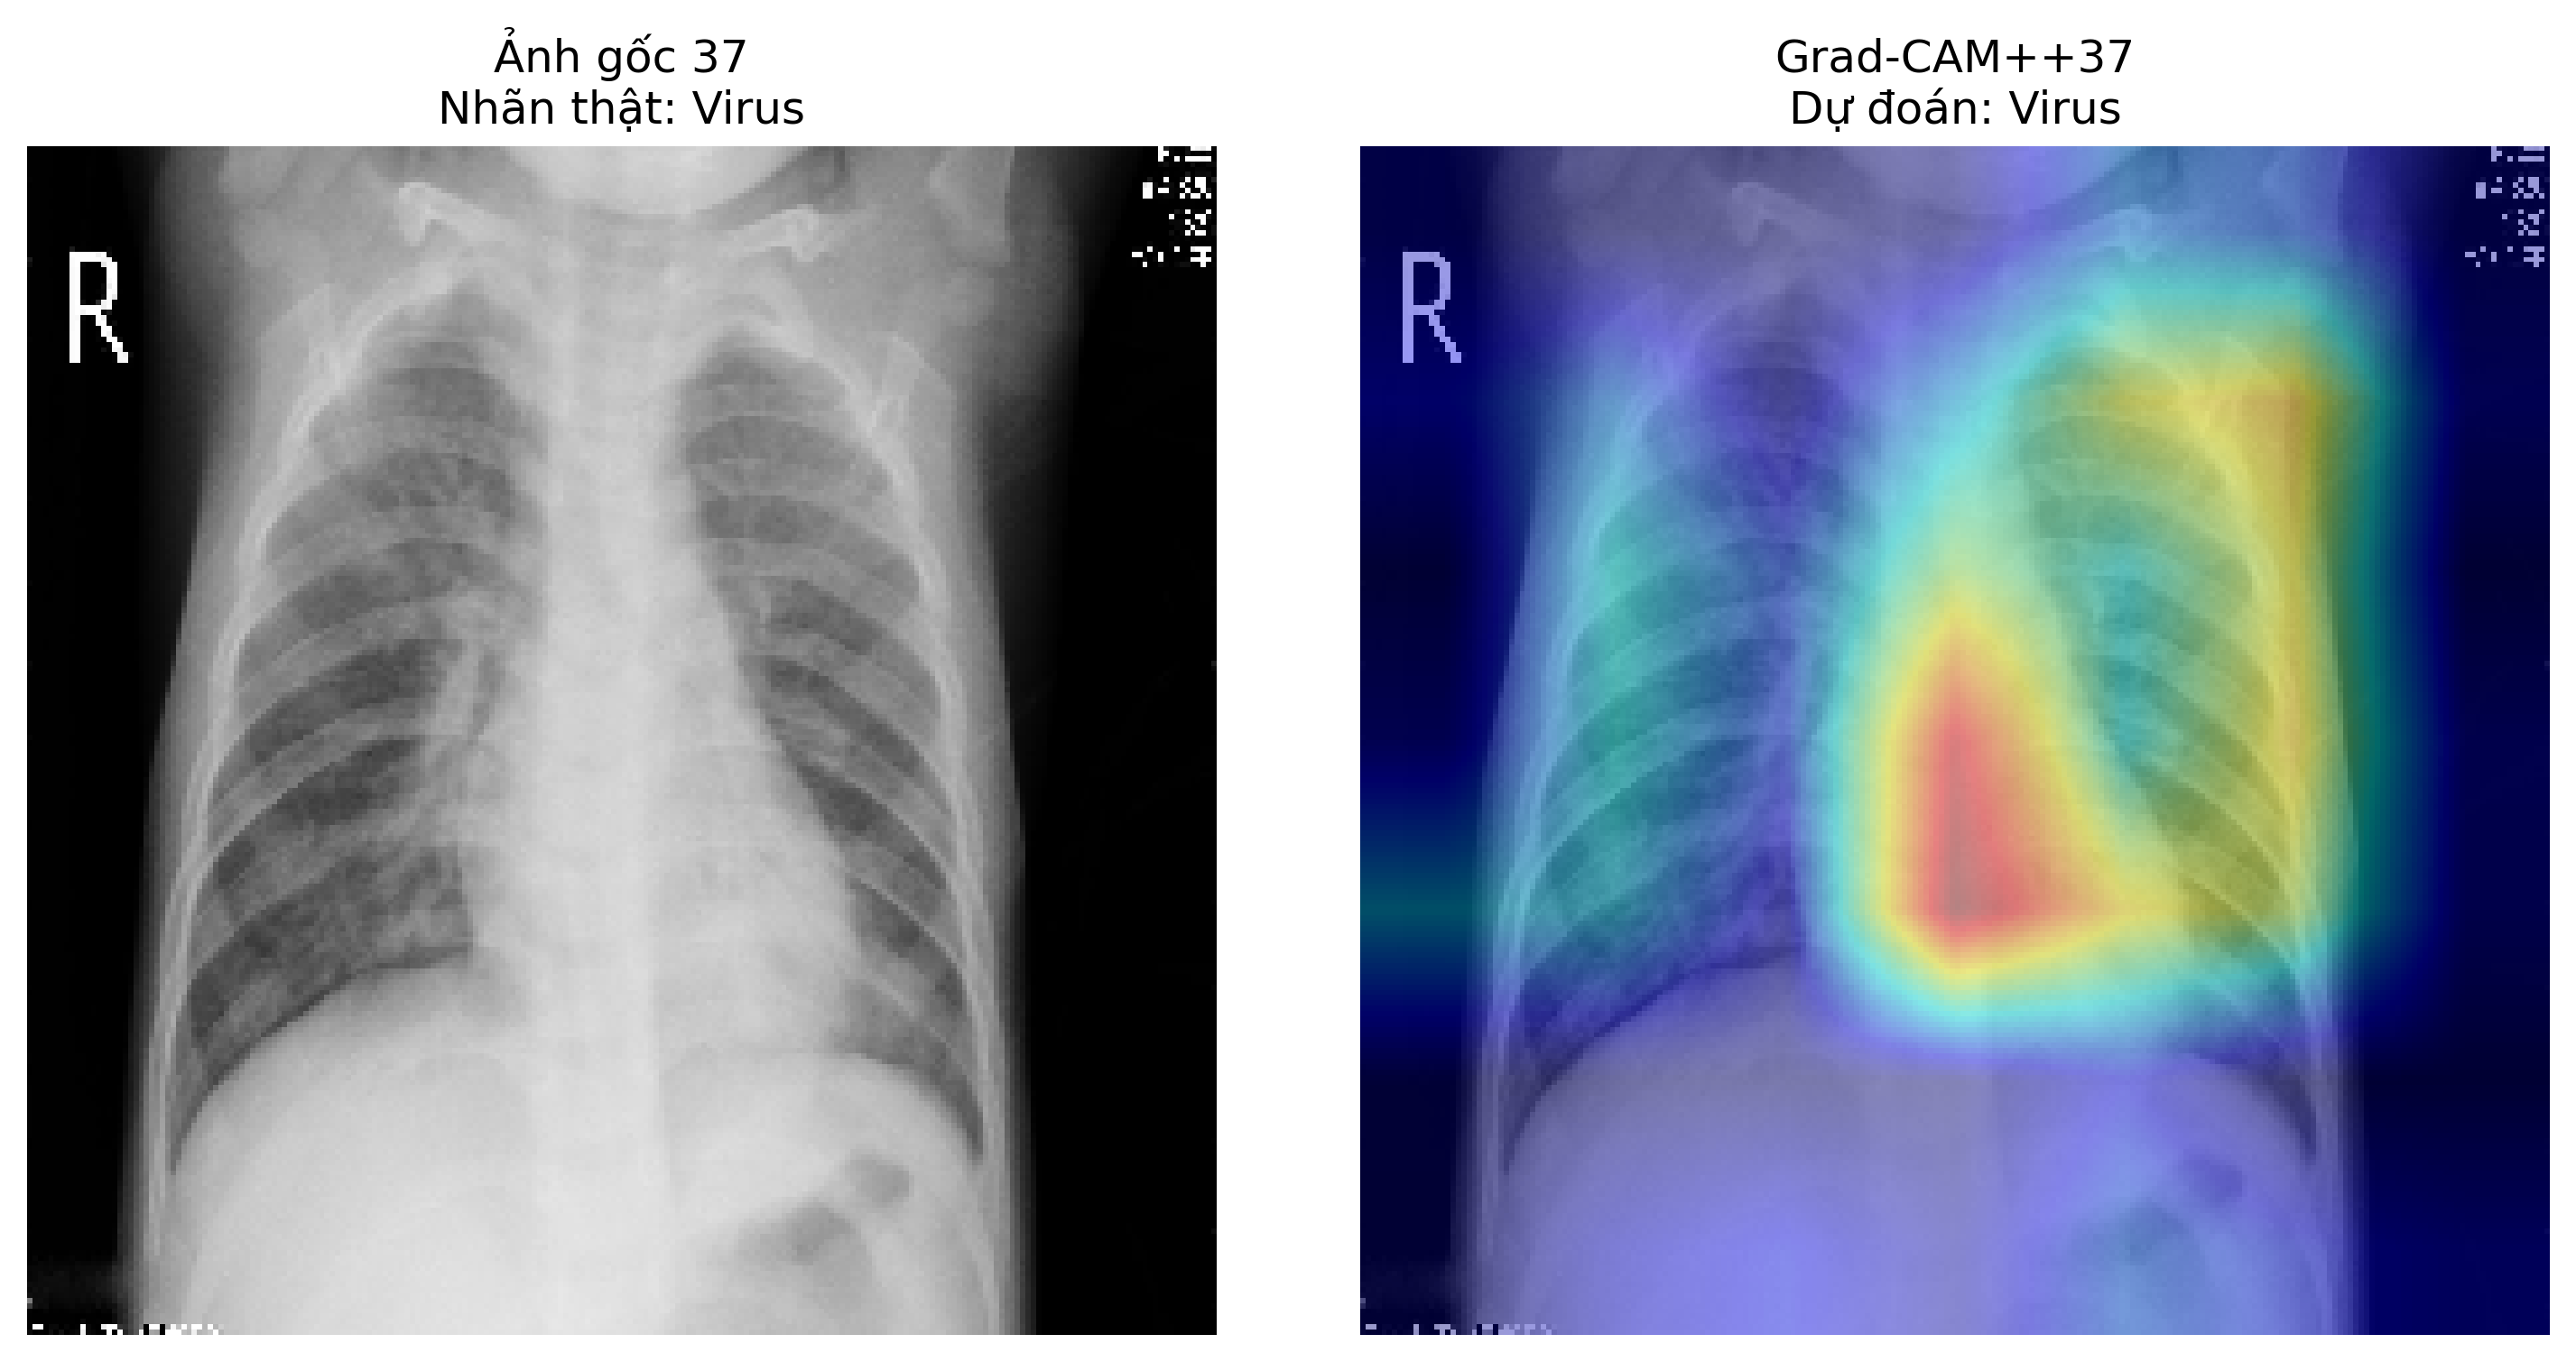 Ảnh gốc 37
Nhãn thật: Virus
Grad-CAM++37
Dự đoán: Virus
R
R